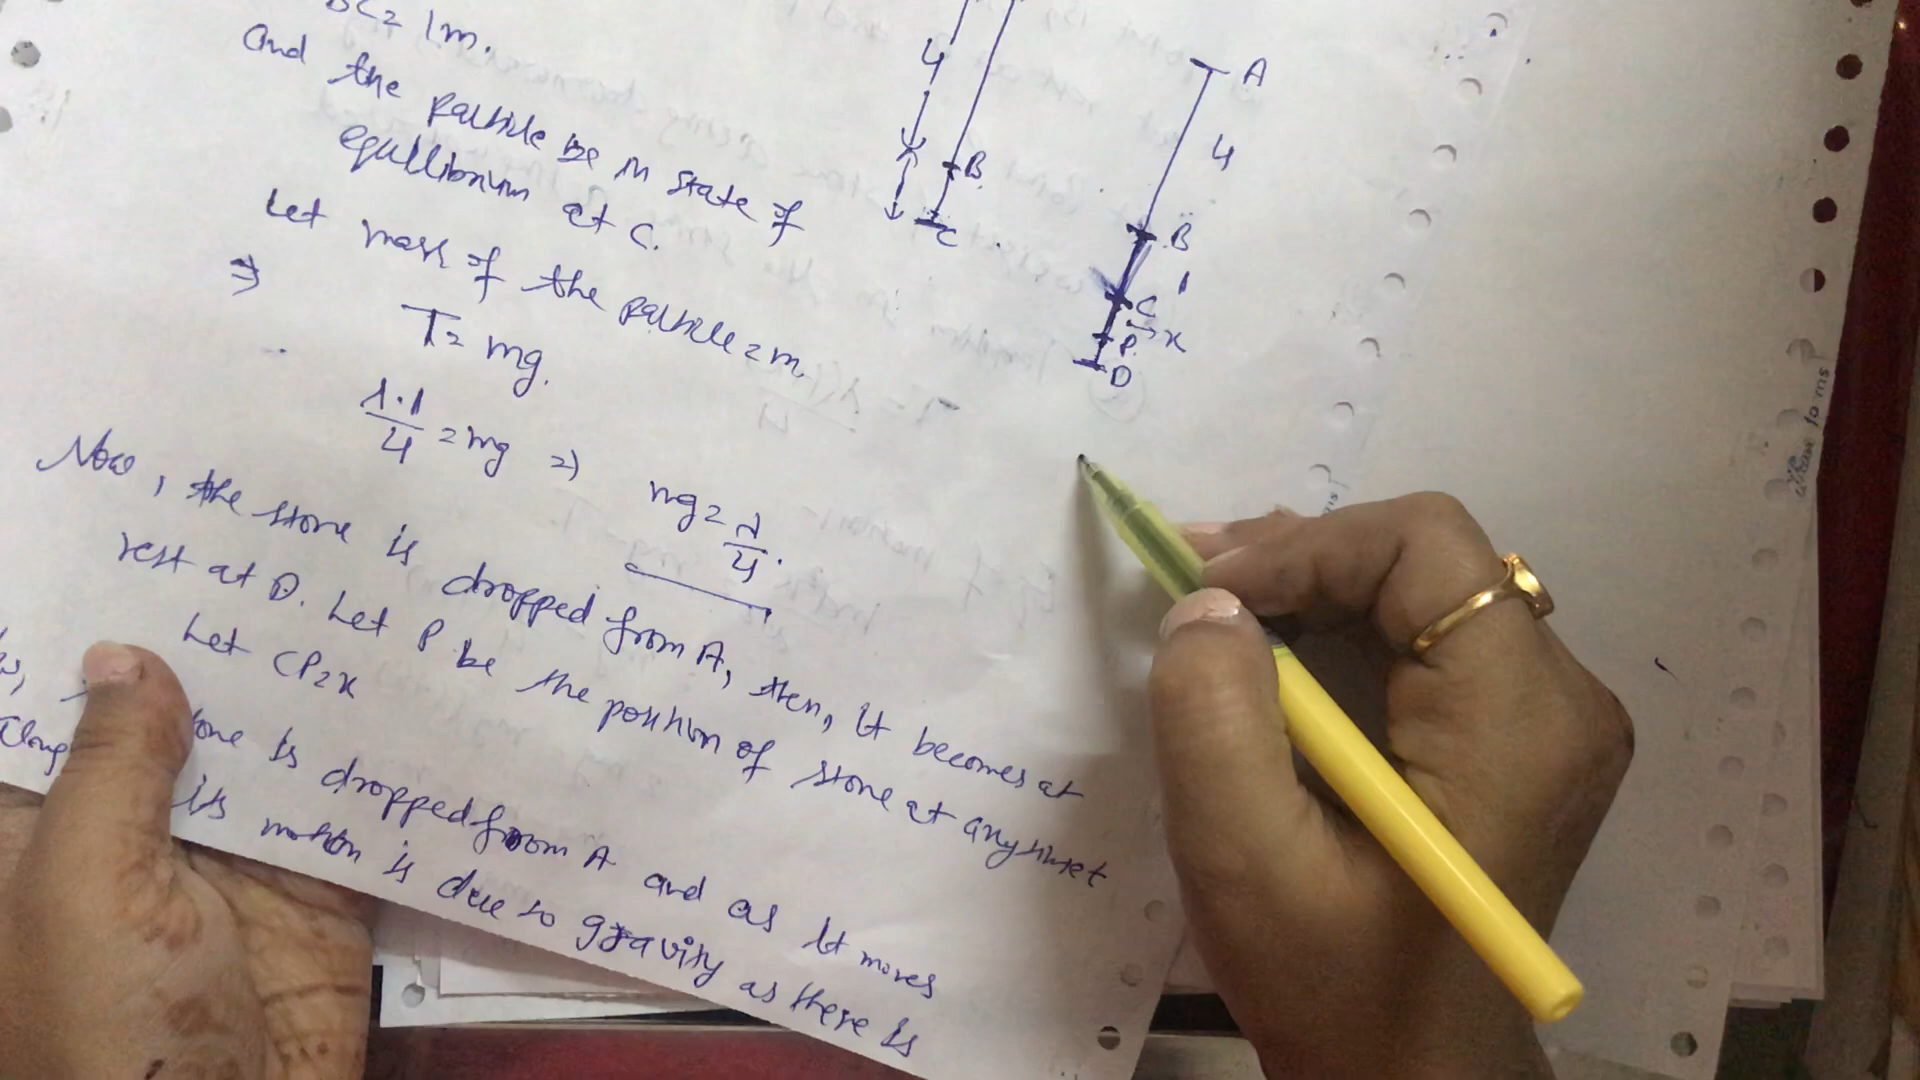 BC = 1m.
And the particle be in state of
equilibrium at C.
Let mass of the particle = m
⇒ T = mg.
λ·1/4 = mg ⇒ mg = λ/4.
Now, the stone is dropped from A, then, it becomes at
rest at D. Let P be the position of stone at any time t
Let CP = x
stone is dropped from A and as it moves
along its motion is due to gravity as there is
4
B
C
A
4
B
1
C
x
P
D